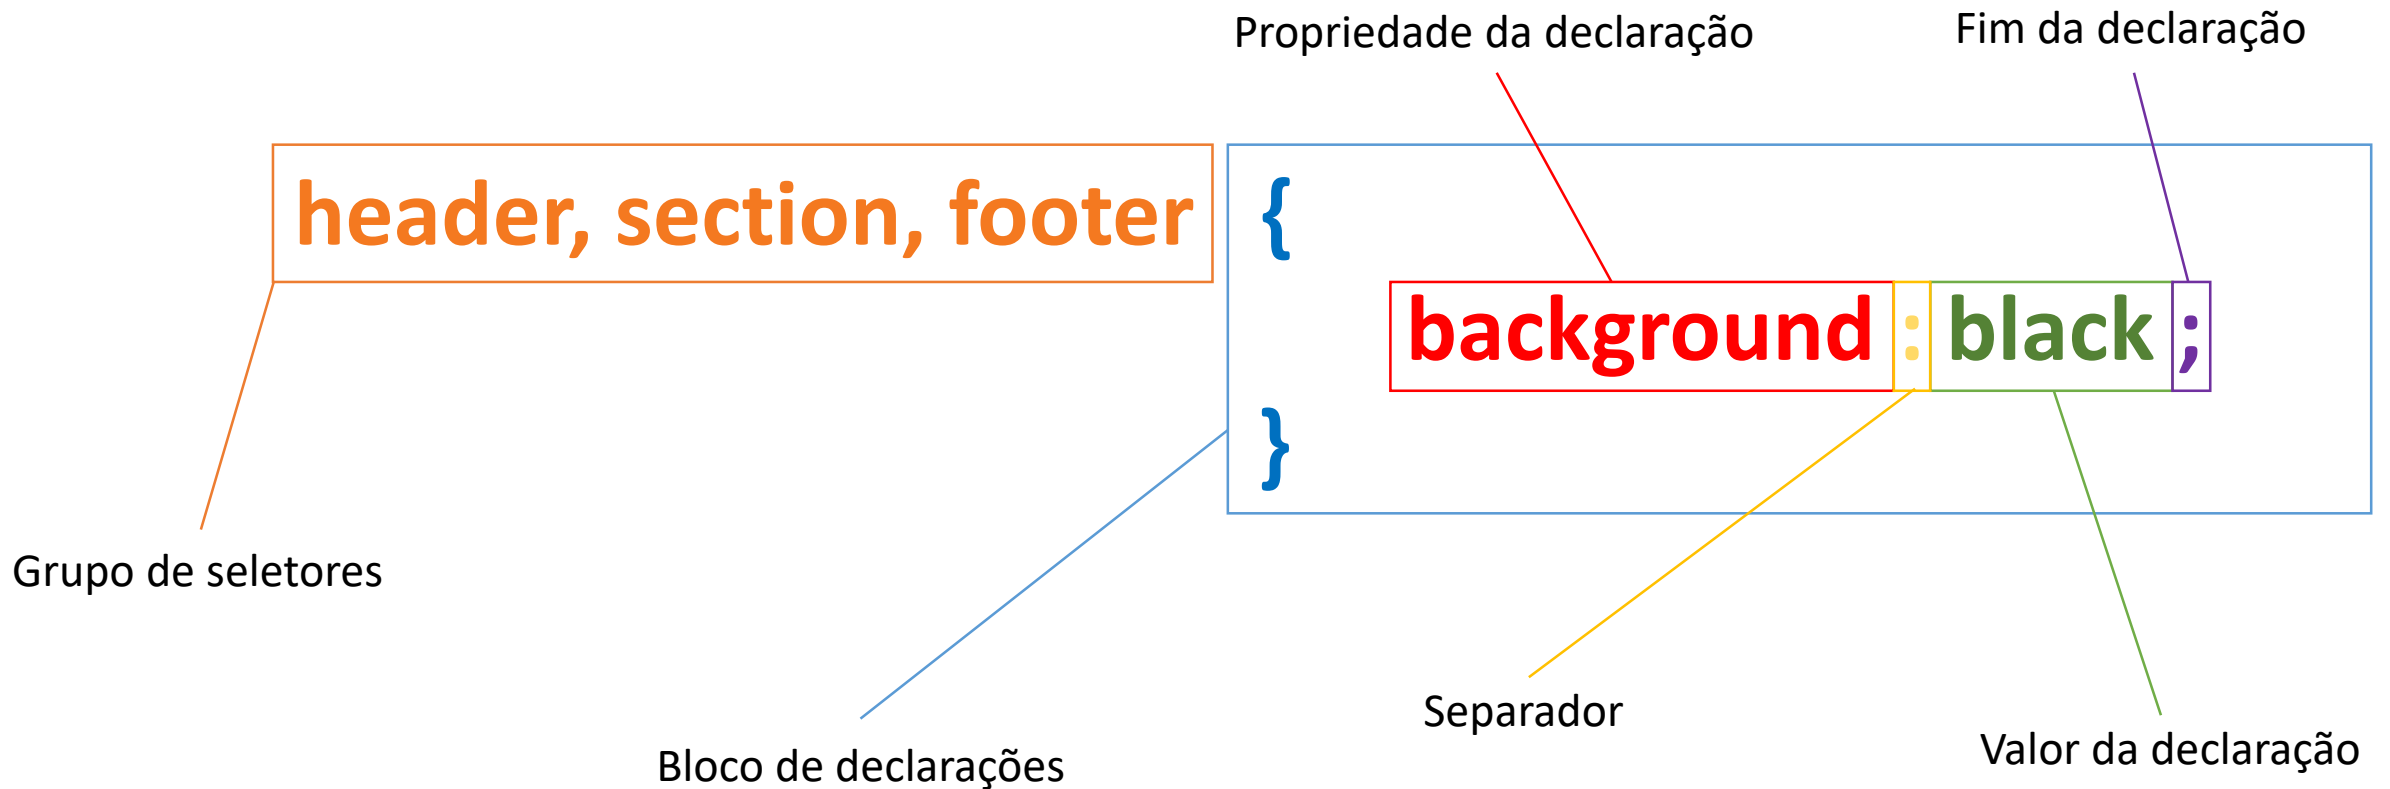 Propriedade da declaração
Fim da declaração
header, section, footer
{
background : black ;
}
Grupo de seletores
Separador
Bloco de declarações
Valor da declaração